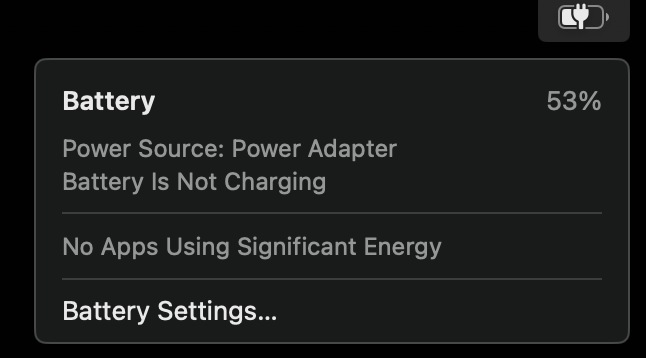 Battery 53%
Power Source: Power Adapter
Battery Is Not Charging
No Apps Using Significant Energy
Battery Settings...